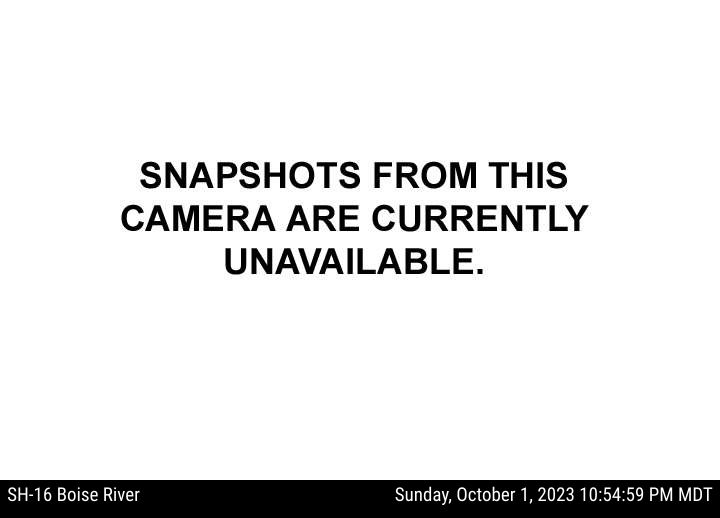 SNAPSHOTS FROM THIS
CAMERA ARE CURRENTLY
UNAVAILABLE.
SH-16 Boise River Sunday, October 1, 2023 10:54:59 PM MDT